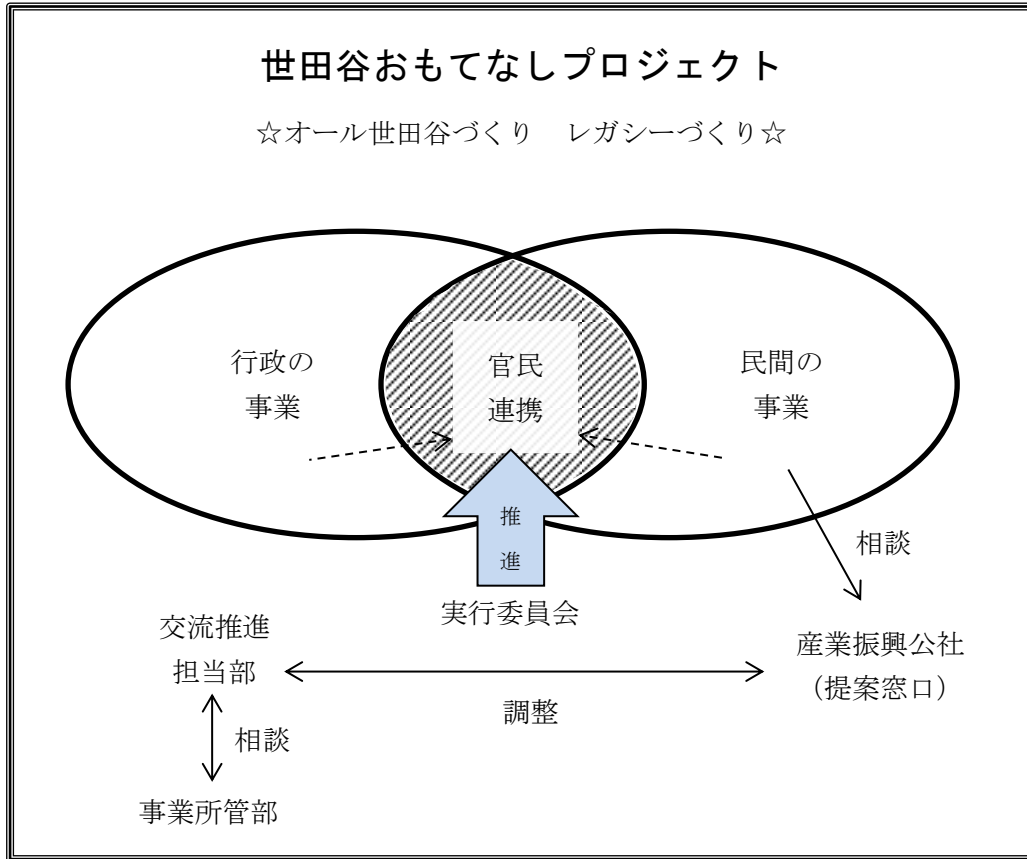 世田谷おもてなしプロジェクト
☆オール世田谷づくり　レガシーづくり☆
行政の
事業
官民
連携
民間の
事業
推
進
相談
実行委員会
交流推進
担当部
産業振興公社
（提案窓口）
調整
相談
事業所管部